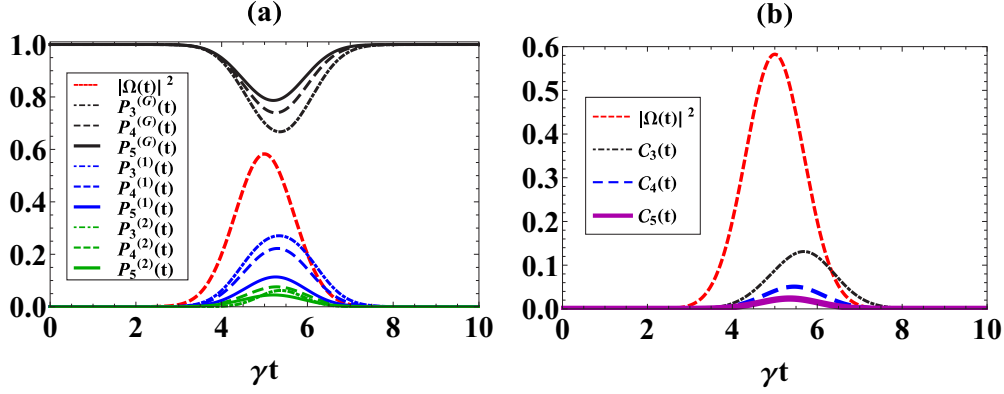 (a)
1.0
0.8
0.6
0.4
0.2
0.0
|Ω(t)| ²
P₃⁽ᴳ⁾(t)
P₄⁽ᴳ⁾(t)
P₅⁽ᴳ⁾(t)
P₃⁽¹⁾(t)
P₄⁽¹⁾(t)
P₅⁽¹⁾(t)
P₃⁽²⁾(t)
P₄⁽²⁾(t)
P₅⁽²⁾(t)
0 2 4 6 8 10
γt
(b)
0.6
0.5
0.4
0.3
0.2
0.1
0.0
|Ω(t)| ²
C₃(t)
C₄(t)
C₅(t)
0 2 4 6 8 10
γt